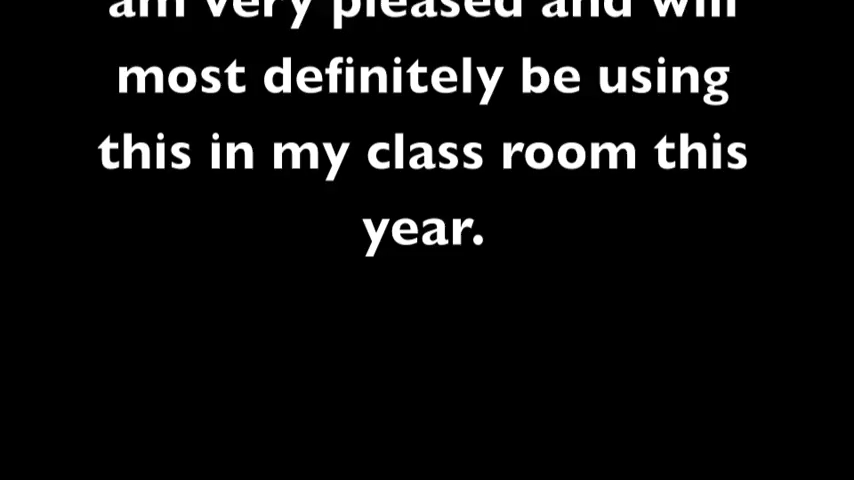 am very pleased and will
most definitely be using
this in my class room this
year.